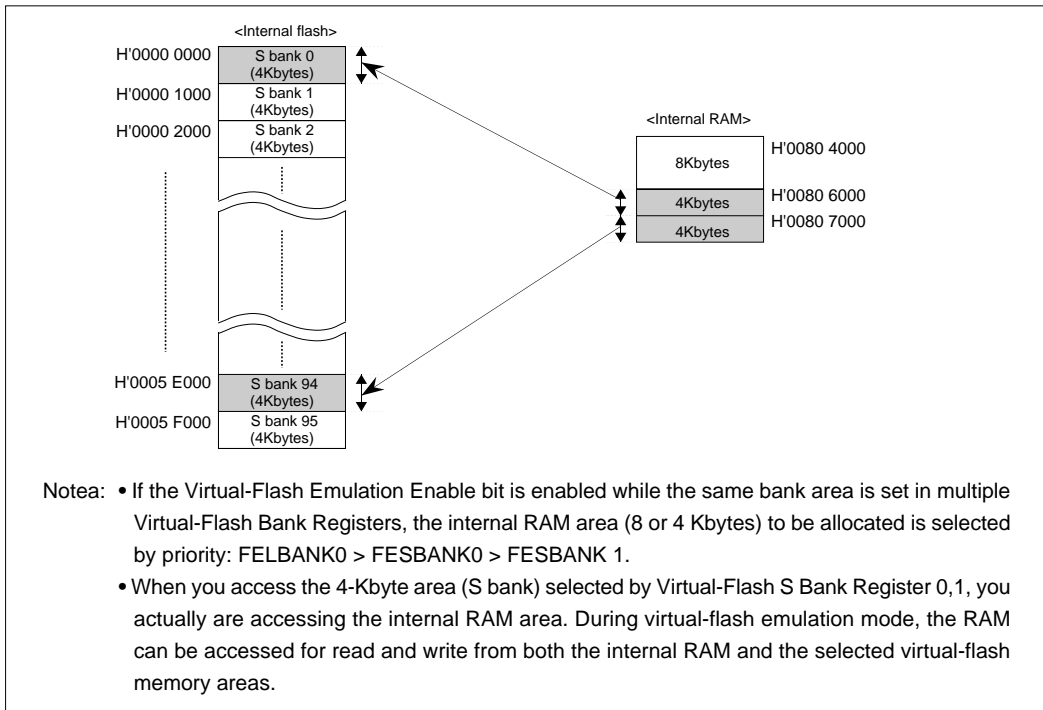 <Internal flash>
H'0000 0000
S bank 0
(4Kbytes)
H'0000 1000
S bank 1
(4Kbytes)
H'0000 2000
S bank 2
(4Kbytes)
<Internal RAM>
8Kbytes
H'0080 4000
4Kbytes
H'0080 6000
4Kbytes
H'0080 7000
H'0005 E000
S bank 94
(4Kbytes)
H'0005 F000
S bank 95
(4Kbytes)
Notea: • If the Virtual-Flash Emulation Enable bit is enabled while the same bank area is set in multiple
Virtual-Flash Bank Registers, the internal RAM area (8 or 4 Kbytes) to be allocated is selected
by priority: FELBANK0 > FESBANK0 > FESBANK 1.
• When you access the 4-Kbyte area (S bank) selected by Virtual-Flash S Bank Register 0,1, you
actually are accessing the internal RAM area. During virtual-flash emulation mode, the RAM
can be accessed for read and write from both the internal RAM and the selected virtual-flash
memory areas.